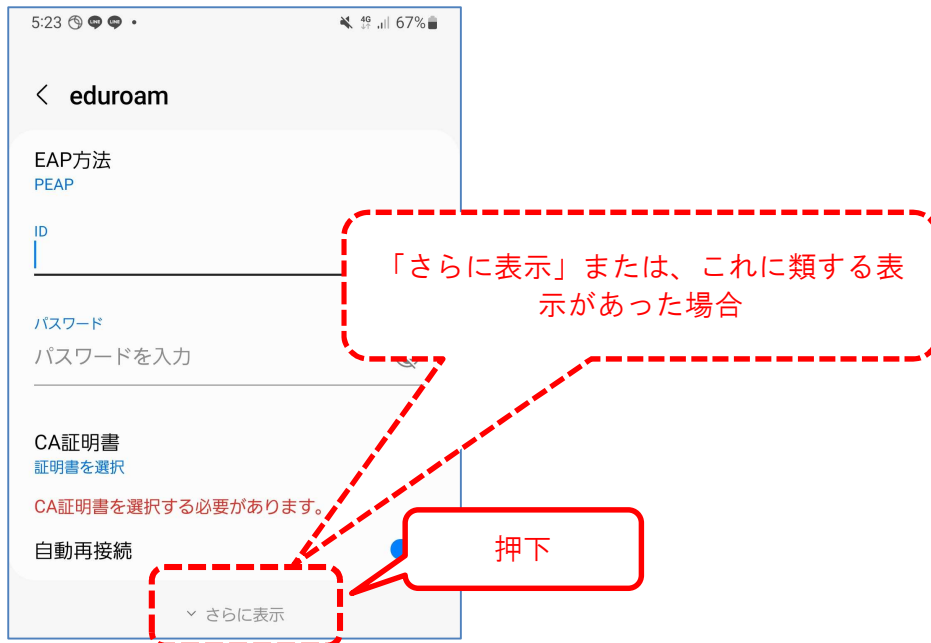 5:23 LINE LINE 4G 67%
eduroam
EAP方法
PEAP
ID
「さらに表示」または、これに類する表
示があった場合
パスワード
パスワードを入力
CA証明書
証明書を選択
CA証明書を選択する必要があります。
自動再接続
押下
さらに表示